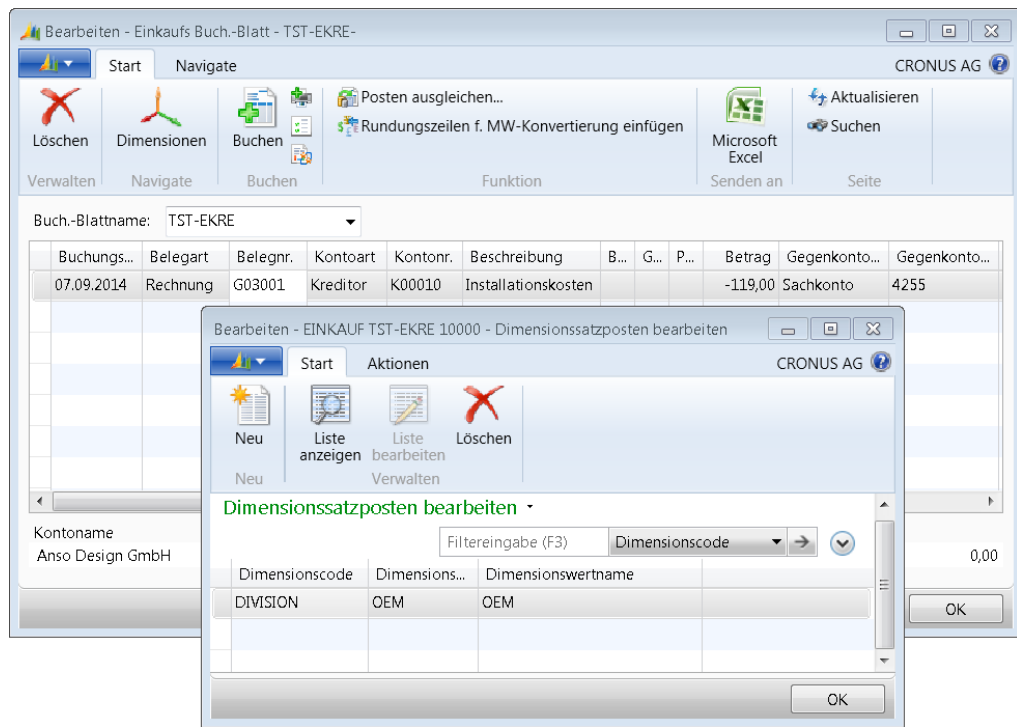 Bearbeiten - Einkaufs Buch.-Blatt - TST-EKRE-
Start Navigate CRONUS AG
Löschen Dimensionen Buchen Posten ausgleichen... Rundungszeilen f. MW-Konvertierung einfügen Microsoft Excel Aktualisieren Suchen
Verwalten Navigate Buchen Funktion Senden an Seite
Buch.-Blattname: TST-EKRE
Buchungs... Belegart Belegnr. Kontoart Kontonr. Beschreibung B... G... P... Betrag Gegenkonto... Gegenkonto...
07.09.2014 Rechnung G03001 Kreditor K00010 Installationskosten -119,00 Sachkonto 4255
Bearbeiten - EINKAUF TST-EKRE 10000 - Dimensionssatzposten bearbeiten
Start Aktionen CRONUS AG
Neu Liste anzeigen Liste bearbeiten Löschen
Neu Verwalten
Dimensionssatzposten bearbeiten
Filtereingabe (F3) Dimensionscode
Dimensionscode Dimensions... Dimensionswertname
DIVISION OEM OEM
OK
Kontoname
Anso Design GmbH 0,00
OK